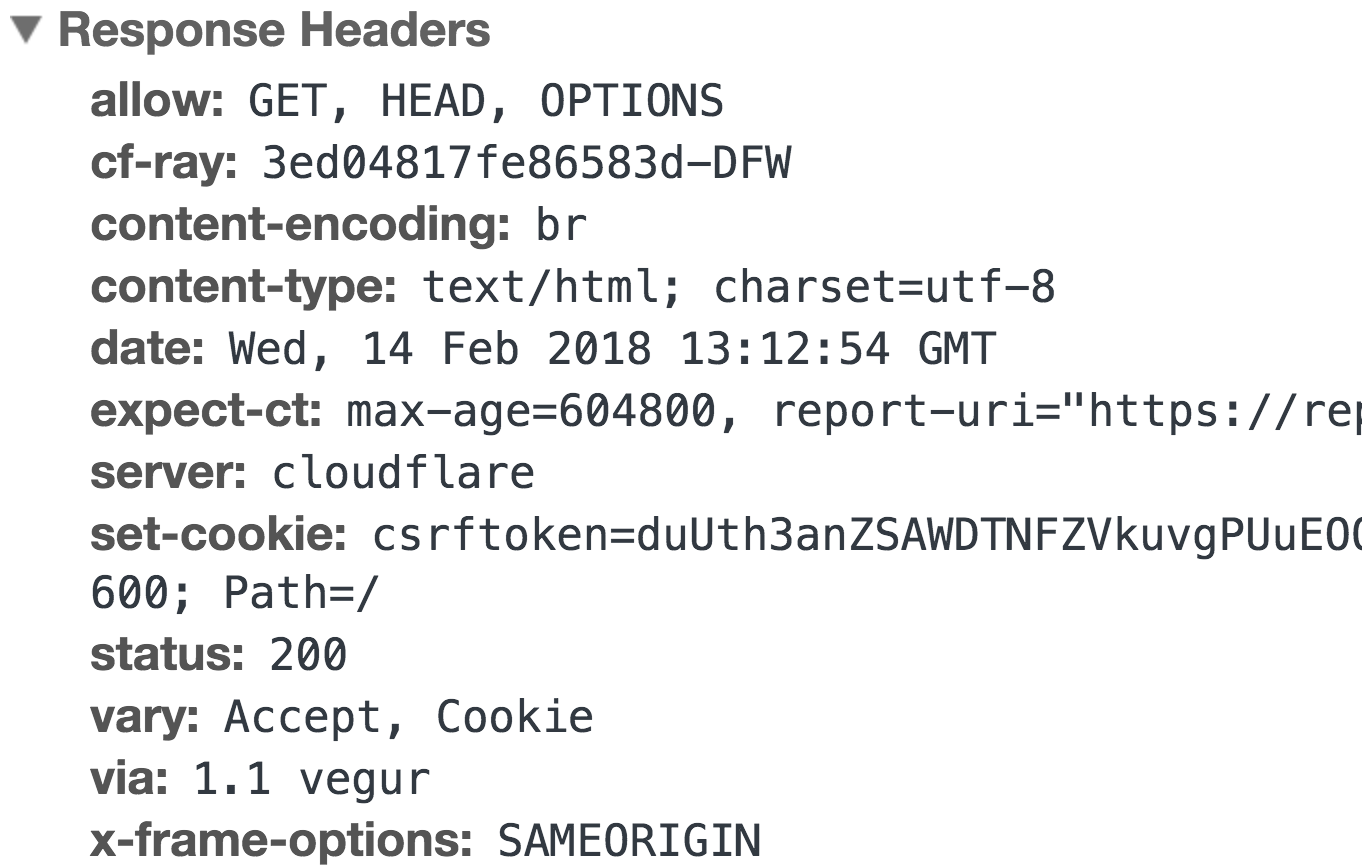 Response Headers
allow: GET, HEAD, OPTIONS
cf-ray: 3ed04817fe86583d-DFW
content-encoding: br
content-type: text/html; charset=utf-8
date: Wed, 14 Feb 2018 13:12:54 GMT
expect-ct: max-age=604800, report-uri="https://rep
server: cloudflare
set-cookie: csrftoken=duUth3anZSAWDTNFZVkuvgPUuEO
600; Path=/
status: 200
vary: Accept, Cookie
via: 1.1 vegur
x-frame-options: SAMEORIGIN